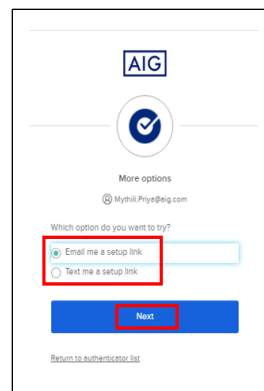 AIG
More options
Mythili.Priya@aig.com
Which option do you want to try?
Email me a setup link
Text me a setup link
Next
Return to authenticator list